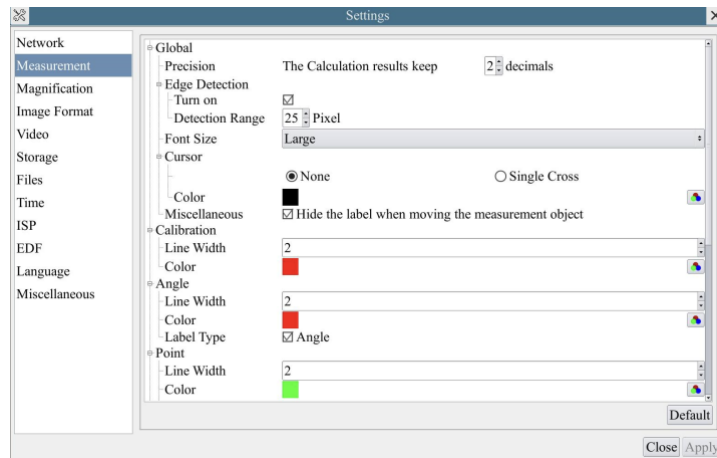 Settings
Network
Measurement
Magnification
Image Format
Video
Storage
Files
Time
ISP
EDF
Language
Miscellaneous
Global
Precision The Calculation results keep 2 decimals
Edge Detection
Turn on
Detection Range 25 Pixel
Font Size Large
Cursor
None Single Cross
Color
Miscellaneous Hide the label when moving the measurement object
Calibration
Line Width 2
Color
Angle
Line Width 2
Color
Label Type Angle
Point
Line Width 2
Color
Default
Close Apply